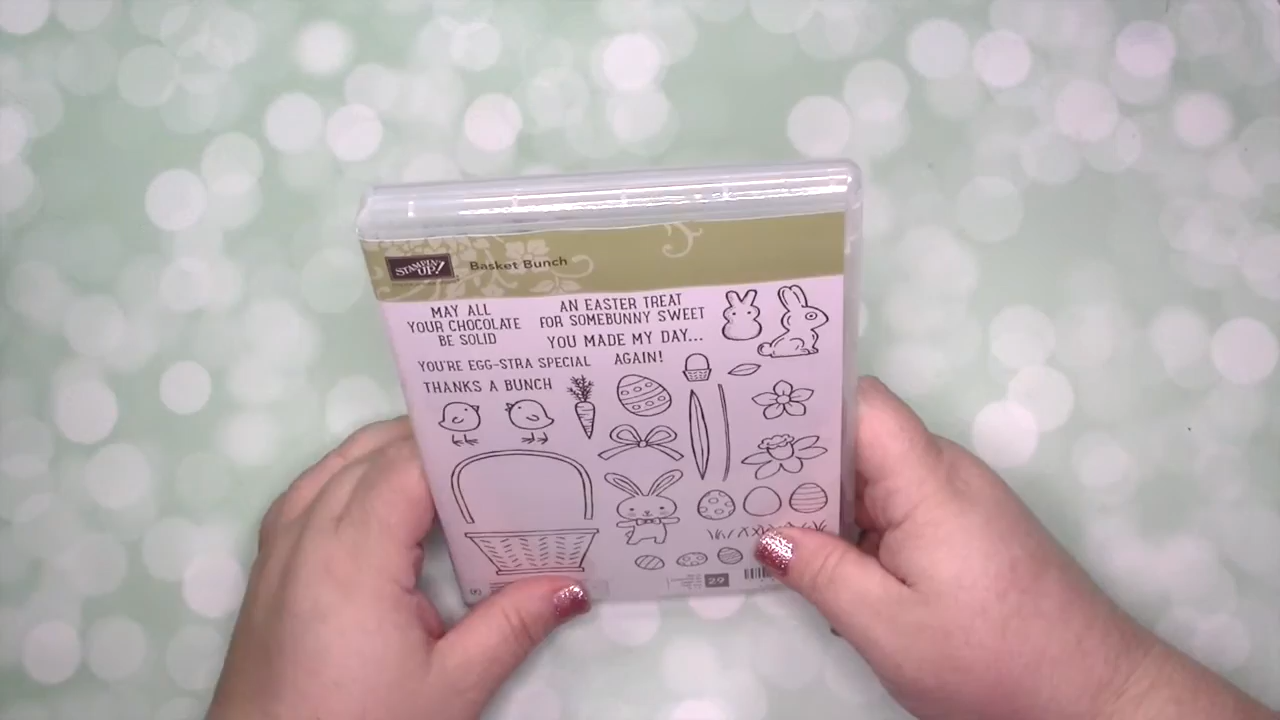 STAMPIN' UP!
Basket Bunch
MAY ALL
YOUR CHOCOLATE
BE SOLID
AN EASTER TREAT
FOR SOMEBUNNY SWEET
YOU MADE MY DAY...
AGAIN!
YOU'RE EGG-STRA SPECIAL
THANKS A BUNCH
29